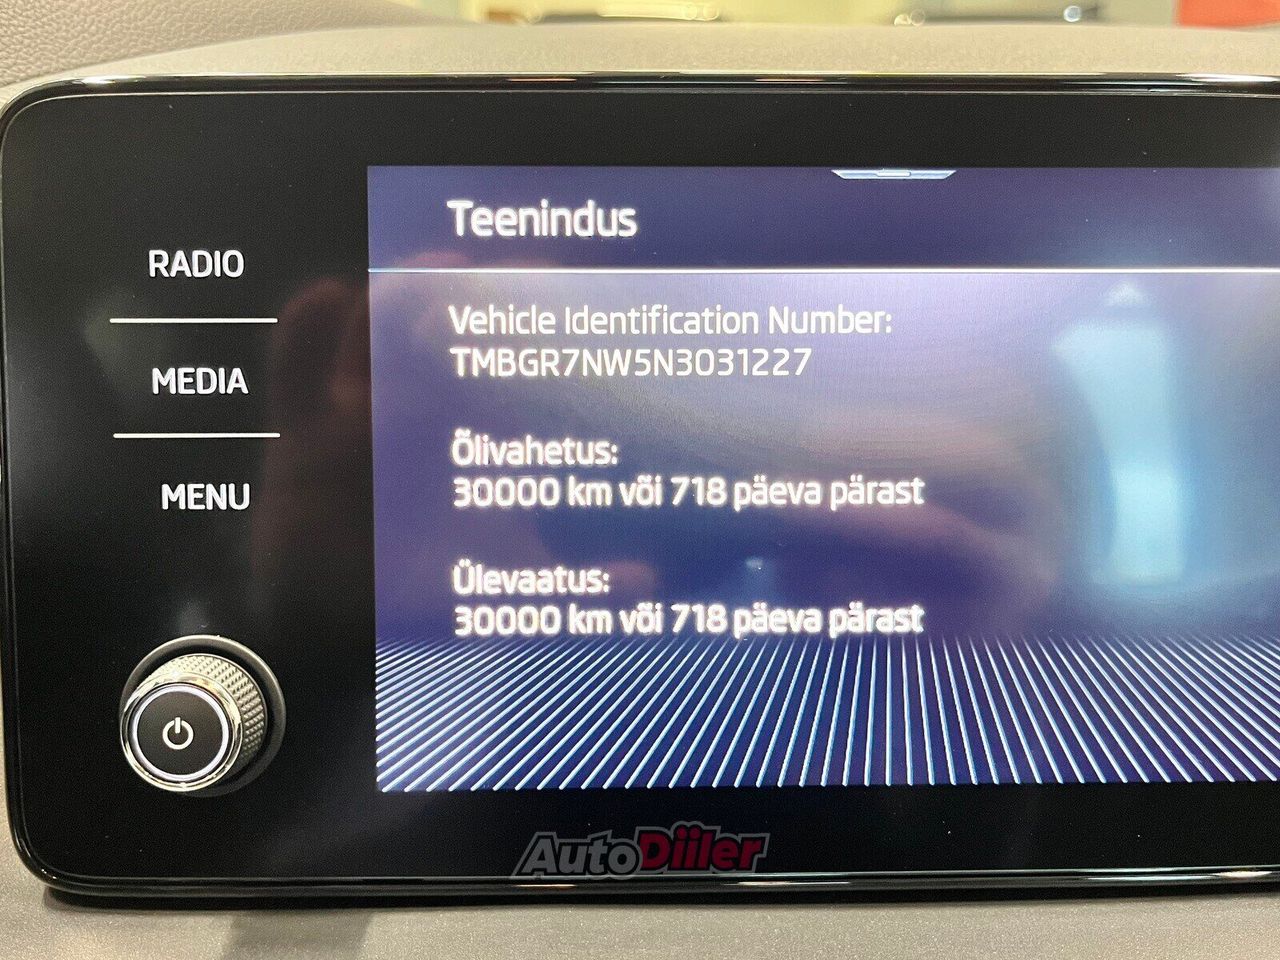 RADIO
MEDIA
MENU
Teenindus
Vehicle Identification Number:
TMBGR7NW5N3031227
Õlivahetus:
30000 km või 718 päeva pärast
Ülevaatus:
30000 km või 718 päeva pärast
AutoDiiler